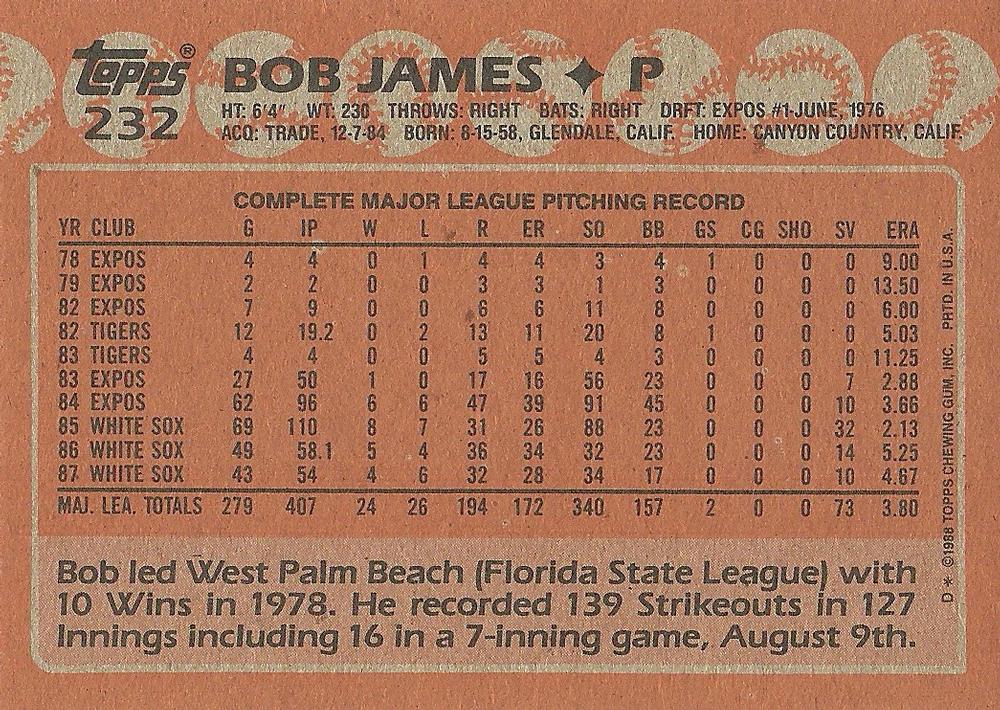 topps®
232
BOB JAMES ✦ P
HT: 6'4" WT: 230 THROWS: RIGHT BATS: RIGHT DRFT: EXPOS #1-JUNE, 1976
ACQ: TRADE, 12-7-84 BORN: 8-15-58, GLENDALE, CALIF. HOME: CANYON COUNTRY, CALIF.
COMPLETE MAJOR LEAGUE PITCHING RECORD
YR CLUB G IP W L R ER SO BB GS CG SHO SV ERA
78 EXPOS 4 4 0 1 4 4 3 4 1 0 0 0 9.00
79 EXPOS 2 2 0 0 3 3 1 3 0 0 0 0 13.50
82 EXPOS 7 9 0 0 6 6 11 8 0 0 0 0 6.00
82 TIGERS 12 19.2 0 2 13 11 20 8 1 0 0 0 5.03
83 TIGERS 4 4 0 0 5 5 4 3 0 0 0 0 11.25
83 EXPOS 27 50 1 0 17 16 56 23 0 0 0 7 2.88
84 EXPOS 62 96 6 6 47 39 91 45 0 0 0 10 3.66
85 WHITE SOX 69 110 8 7 31 26 88 23 0 0 0 32 2.13
86 WHITE SOX 49 58.1 5 4 36 34 32 23 0 0 0 14 5.25
87 WHITE SOX 43 54 4 6 32 28 34 17 0 0 0 10 4.67
MAJ. LEA. TOTALS 279 407 24 26 194 172 340 157 2 0 0 73 3.80
Bob led West Palm Beach (Florida State League) with
10 Wins in 1978. He recorded 139 Strikeouts in 127
Innings including 16 in a 7-inning game, August 9th.
D* ©1988 TOPPS CHEWING GUM, INC. PRTD. IN U.S.A.